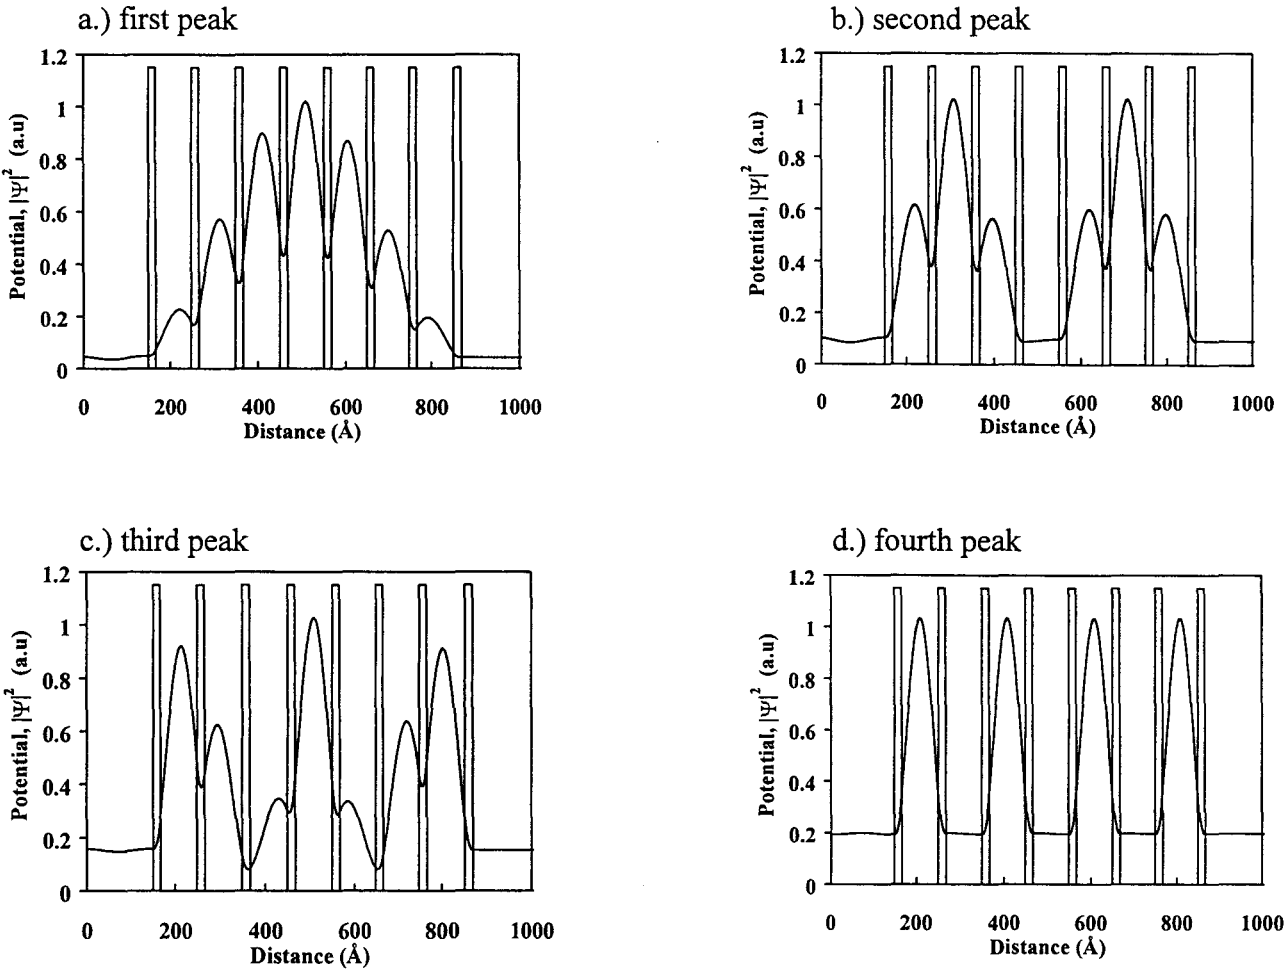 a.) first peak
1.2
1
0.8
0.6
0.4
0.2
0
Potential, |Ψ|² (a.u)
0 200 400 600 800 1000
Distance (Å)
b.) second peak
1.2
1
0.8
0.6
0.4
0.2
0
Potential, |Ψ|² (a.u)
0 200 400 600 800 1000
Distance (Å)
c.) third peak
1.2
1
0.8
0.6
0.4
0.2
0
Potential, |Ψ|² (a.u)
0 200 400 600 800 1000
Distance (Å)
d.) fourth peak
1.2
1
0.8
0.6
0.4
0.2
0
Potential, |Ψ|² (a.u)
0 200 400 600 800 1000
Distance (Å)